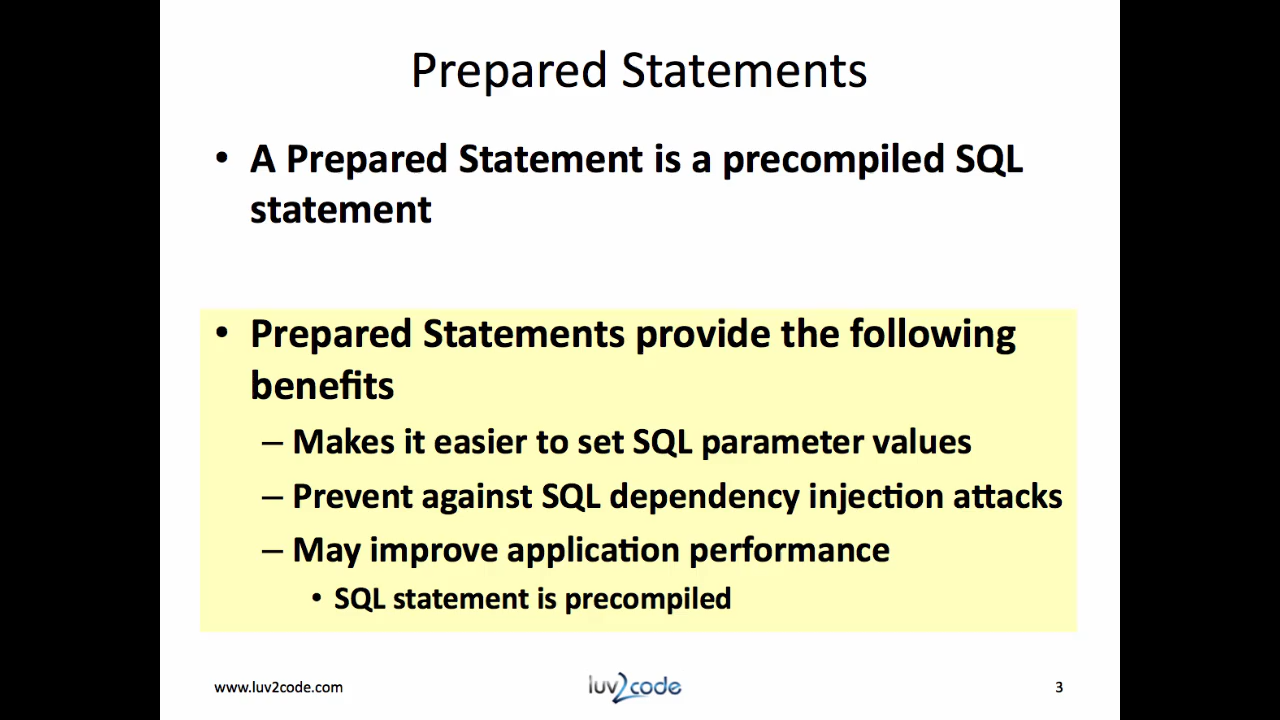 Prepared Statements
• A Prepared Statement is a precompiled SQL
statement
• Prepared Statements provide the following
benefits
– Makes it easier to set SQL parameter values
– Prevent against SQL dependency injection attacks
– May improve application performance
• SQL statement is precompiled
www.luv2code.com
luv2code
3